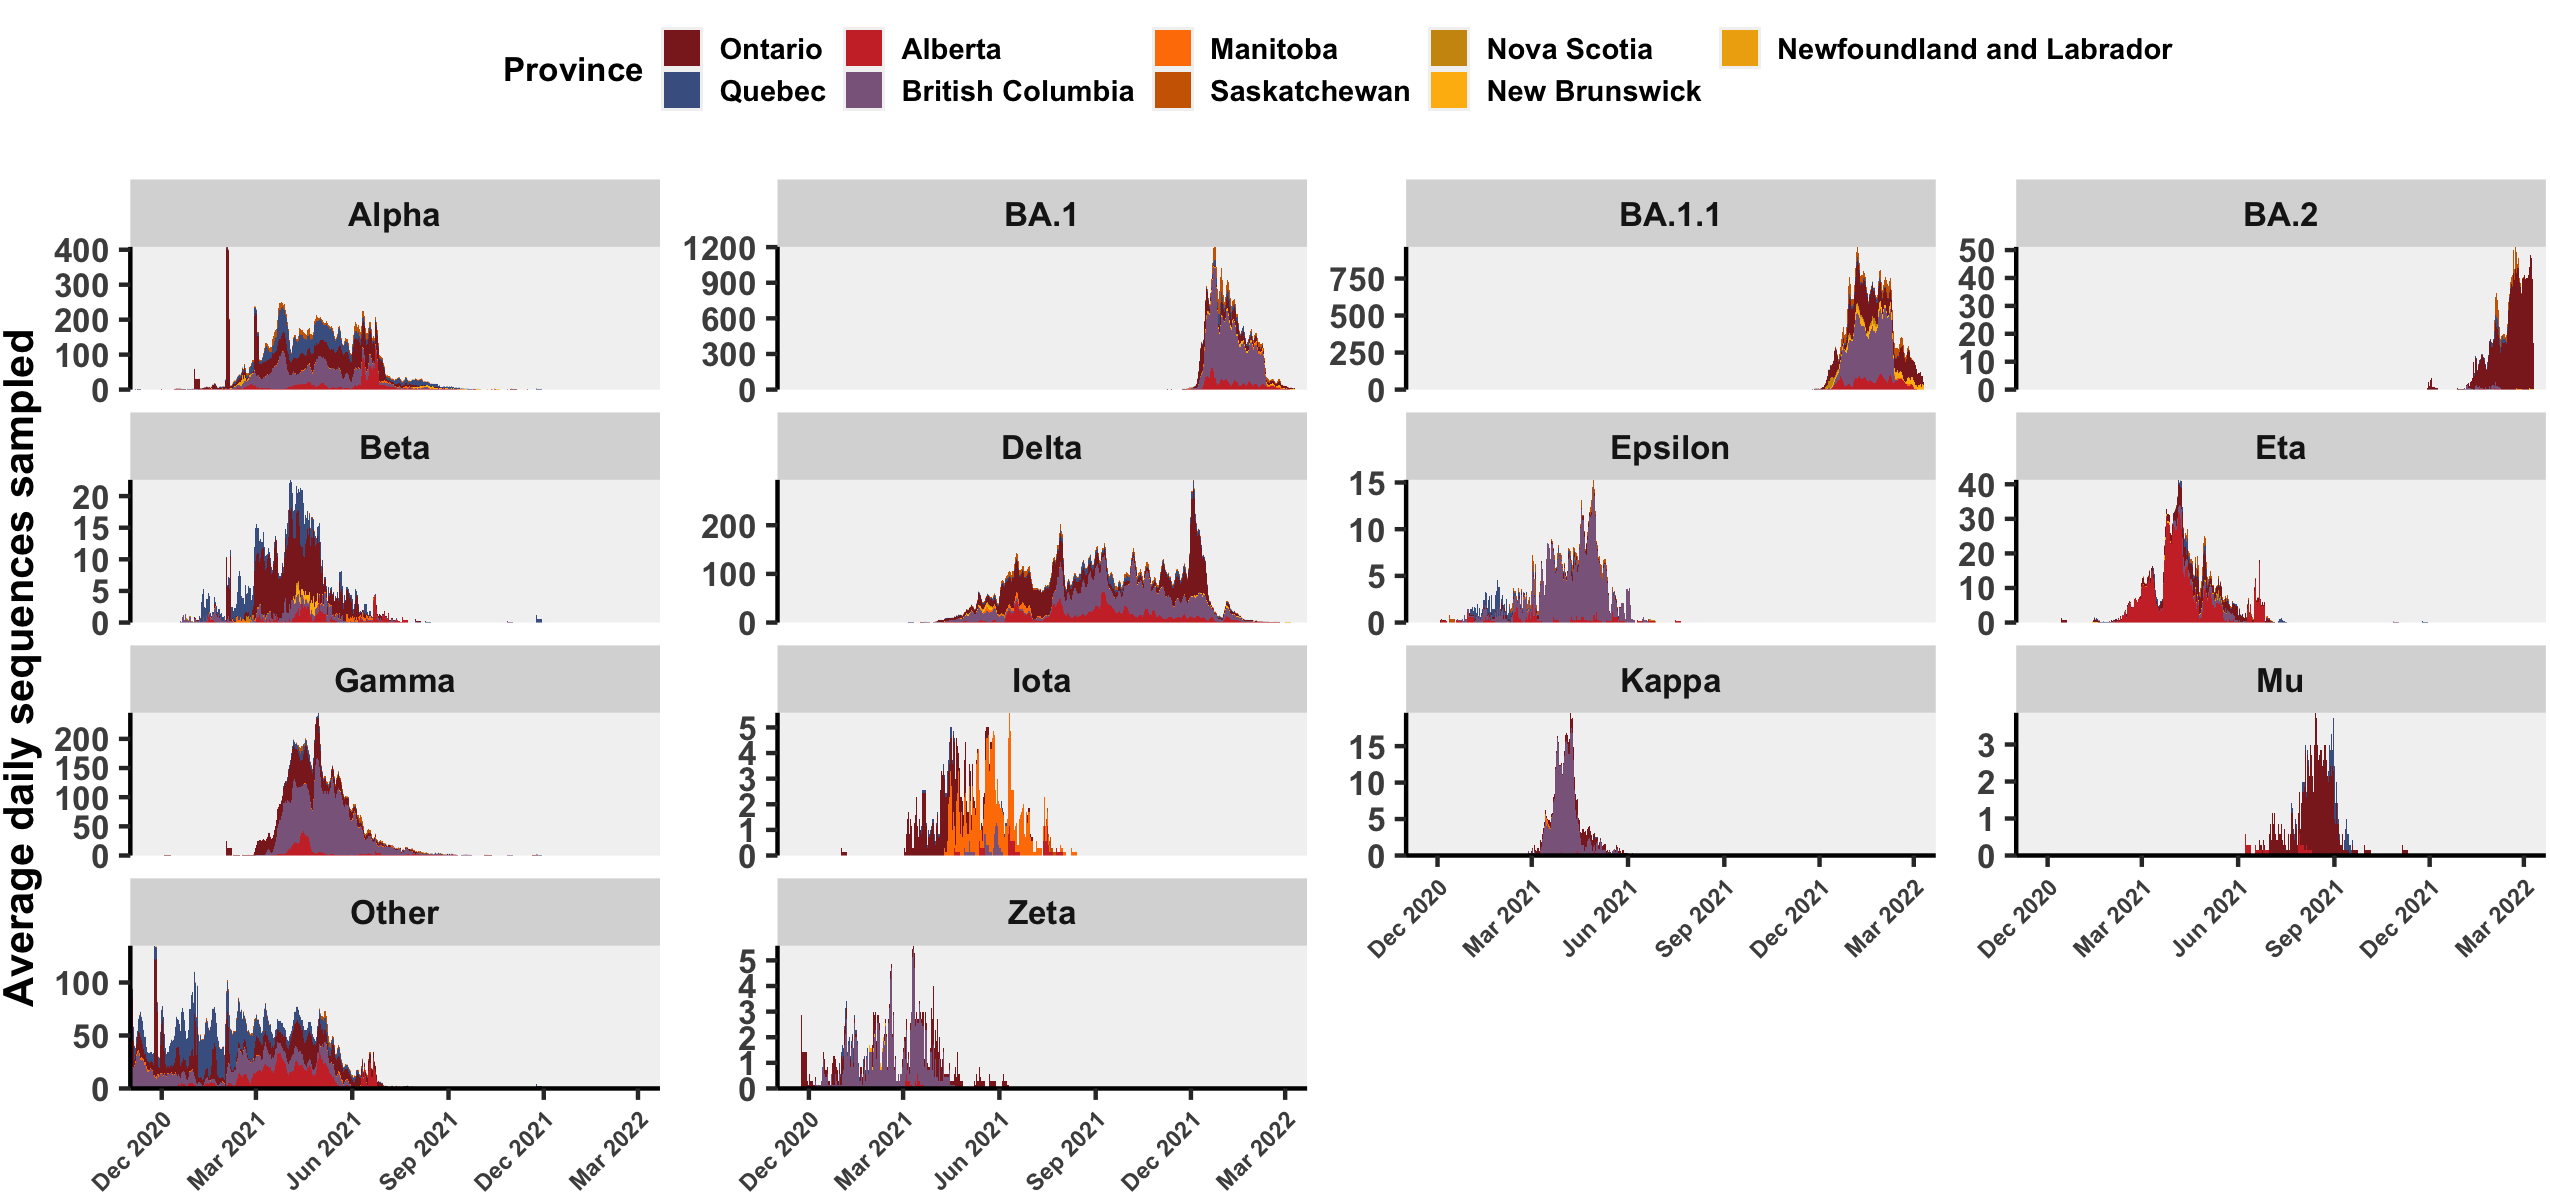 Province
Ontario
Alberta
Manitoba
Nova Scotia
Newfoundland and Labrador
Quebec
British Columbia
Saskatchewan
New Brunswick
Average daily sequences sampled
Alpha
400
300
200
100
0
BA.1
1200
900
600
300
0
BA.1.1
750
500
250
0
BA.2
50
40
30
20
10
0
Beta
20
15
10
5
0
Delta
200
100
0
Epsilon
15
10
5
0
Eta
40
30
20
10
0
Gamma
200
150
100
50
0
Iota
5
4
3
2
1
0
Kappa
15
10
5
0
Dec 2020
Mar 2021
Jun 2021
Sep 2021
Dec 2021
Mar 2022
Mu
3
2
1
0
Dec 2020
Mar 2021
Jun 2021
Sep 2021
Dec 2021
Mar 2022
Other
100
50
0
Dec 2020
Mar 2021
Jun 2021
Sep 2021
Dec 2021
Mar 2022
Zeta
5
4
3
2
1
0
Dec 2020
Mar 2021
Jun 2021
Sep 2021
Dec 2021
Mar 2022